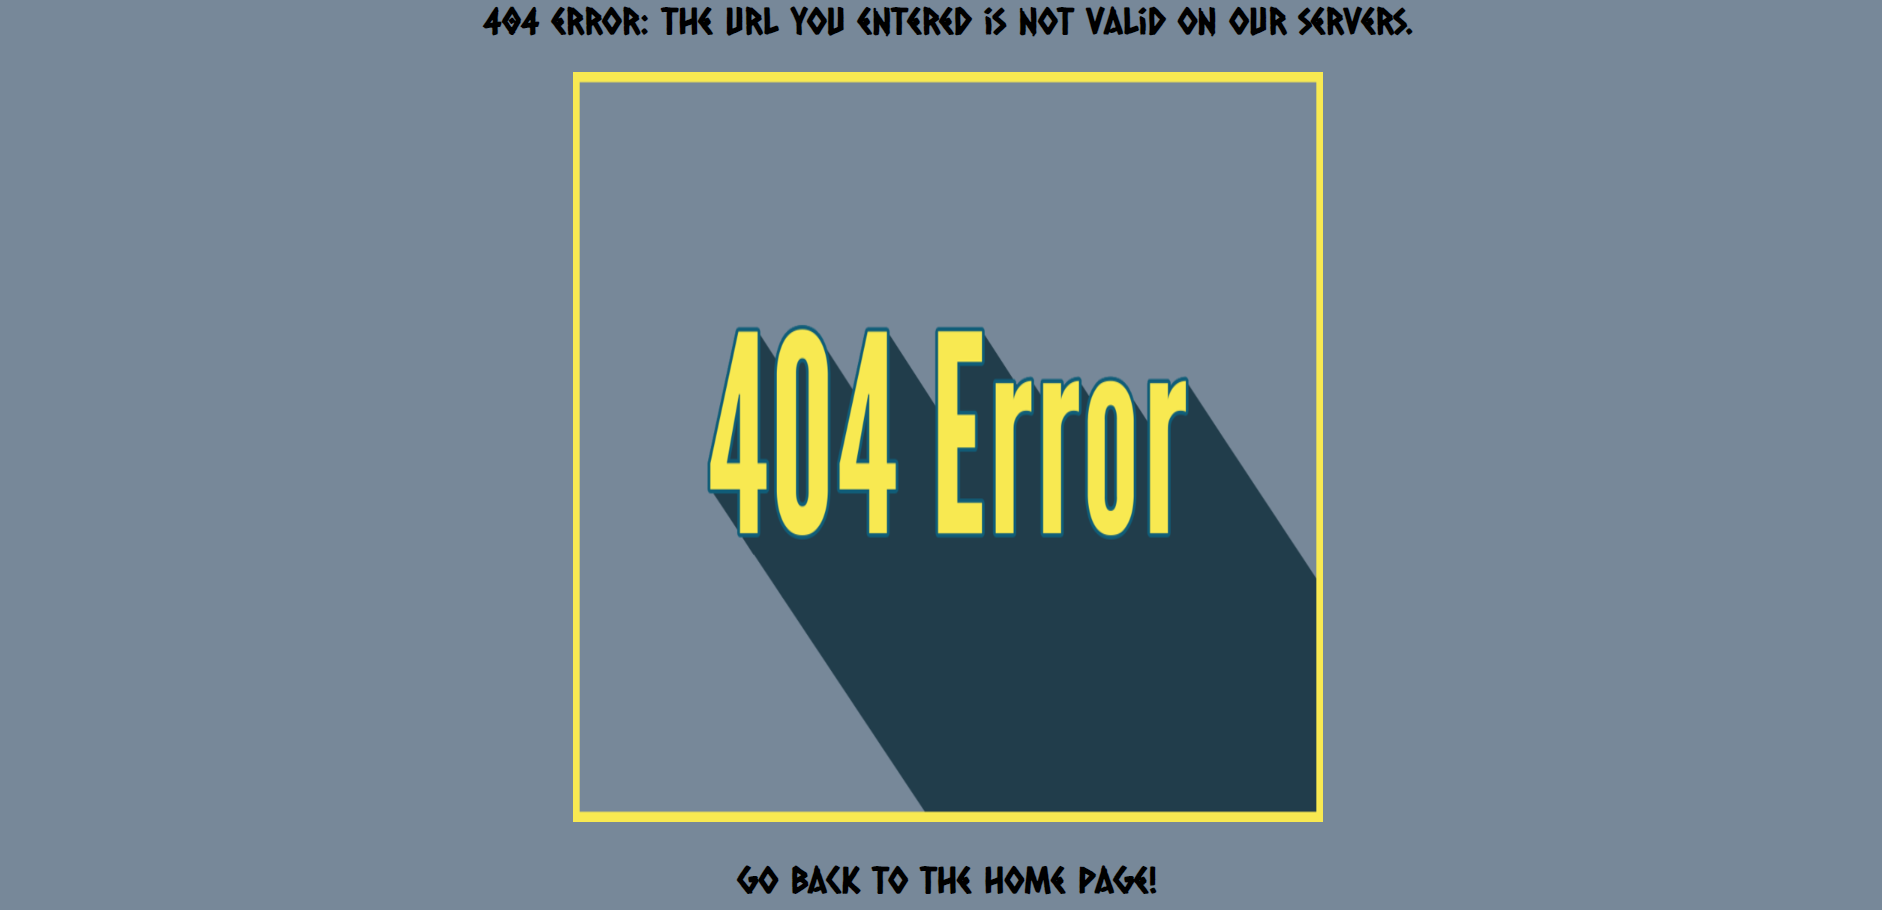 404 ERROR: THE URL YOU ENTERED iS NOT VALiD ON OUR SERVERS.
404 Error
GO BACK TO THE HOME PAGE!